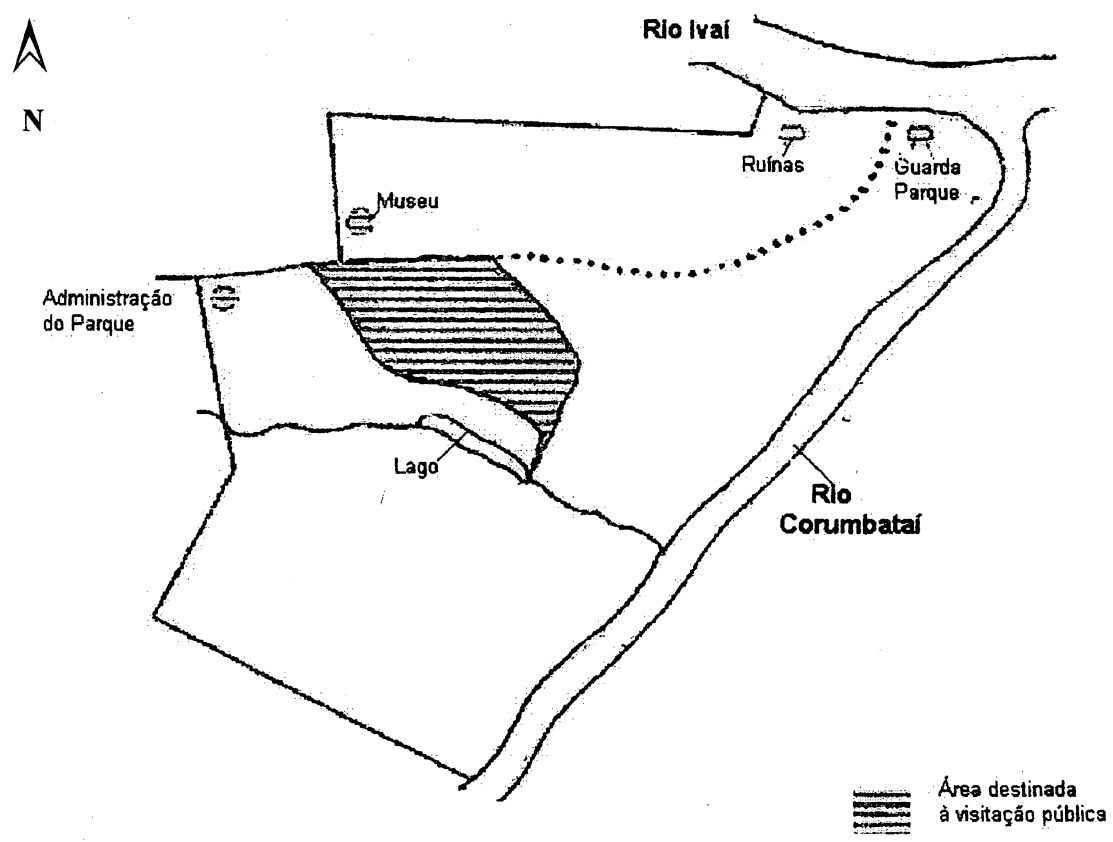 Rio Ivaí
N
Ruínas
Guarda
Parque
Museu
Administração
do Parque
Lago
Rio
Corumbataí
Área destinada
à visitação pública